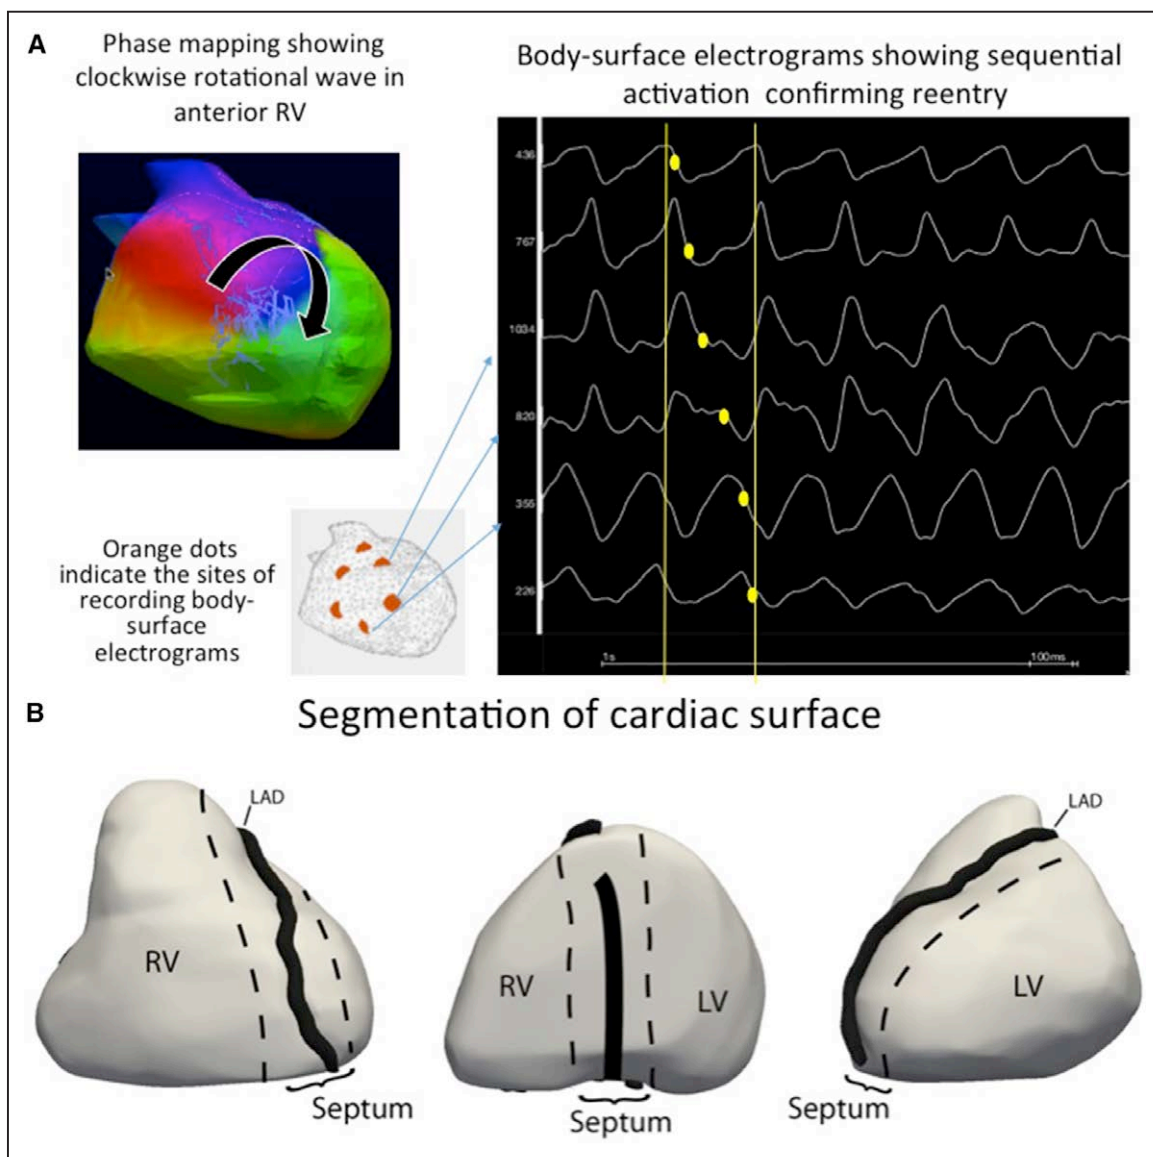 A
Phase mapping showing
clockwise rotational wave in
anterior RV
Body-surface electrograms showing sequential
activation confirming reentry
436
767
1034
820
355
226
1s
100ms
Orange dots
indicate the sites of
recording body-
surface
electrograms
B
Segmentation of cardiac surface
LAD
RV
Septum
RV
LV
Septum
LAD
LV
Septum